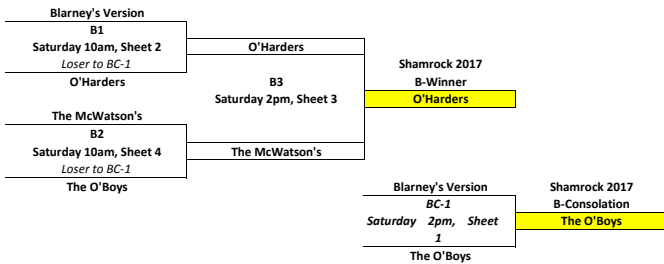 Blarney's Version
B1
Saturday 10am, Sheet 2
Loser to BC-1
O'Harders
O'Harders
B3
Saturday 2pm, Sheet 3
Shamrock 2017
B-Winner
O'Harders
The McWatson's
B2
Saturday 10am, Sheet 4
Loser to BC-1
The O'Boys
The McWatson's
Blarney's Version
BC-1
Saturday 2pm, Sheet
1
The O'Boys
Shamrock 2017
B-Consolation
The O'Boys